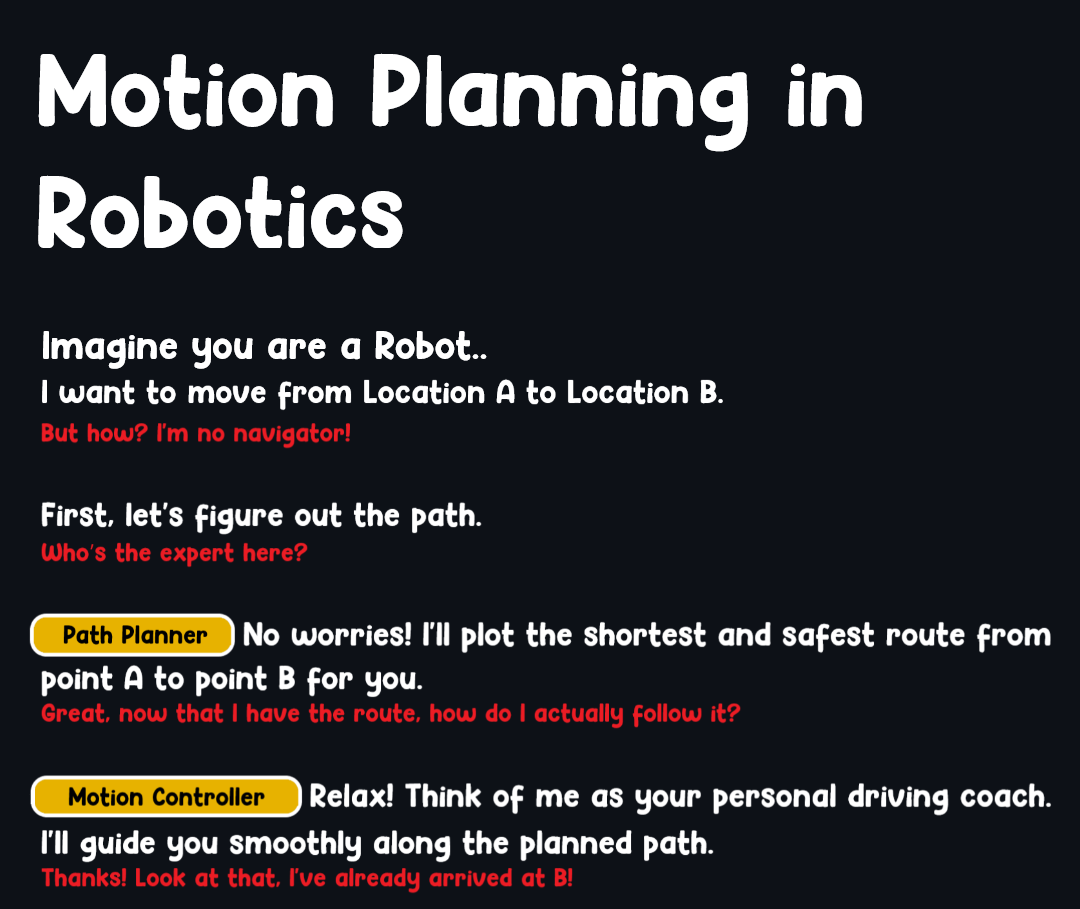 Motion Planning in
Robotics
Imagine you are a Robot..
I want to move from Location A to Location B.
But how? I'm no navigator!
First, let's figure out the path.
Who's the expert here?
Path Planner No worries! I'll plot the shortest and safest route from
point A to point B for you.
Great, now that I have the route, how do I actually follow it?
Motion Controller Relax! Think of me as your personal driving coach.
I'll guide you smoothly along the planned path.
Thanks! Look at that, I've already arrived at B!